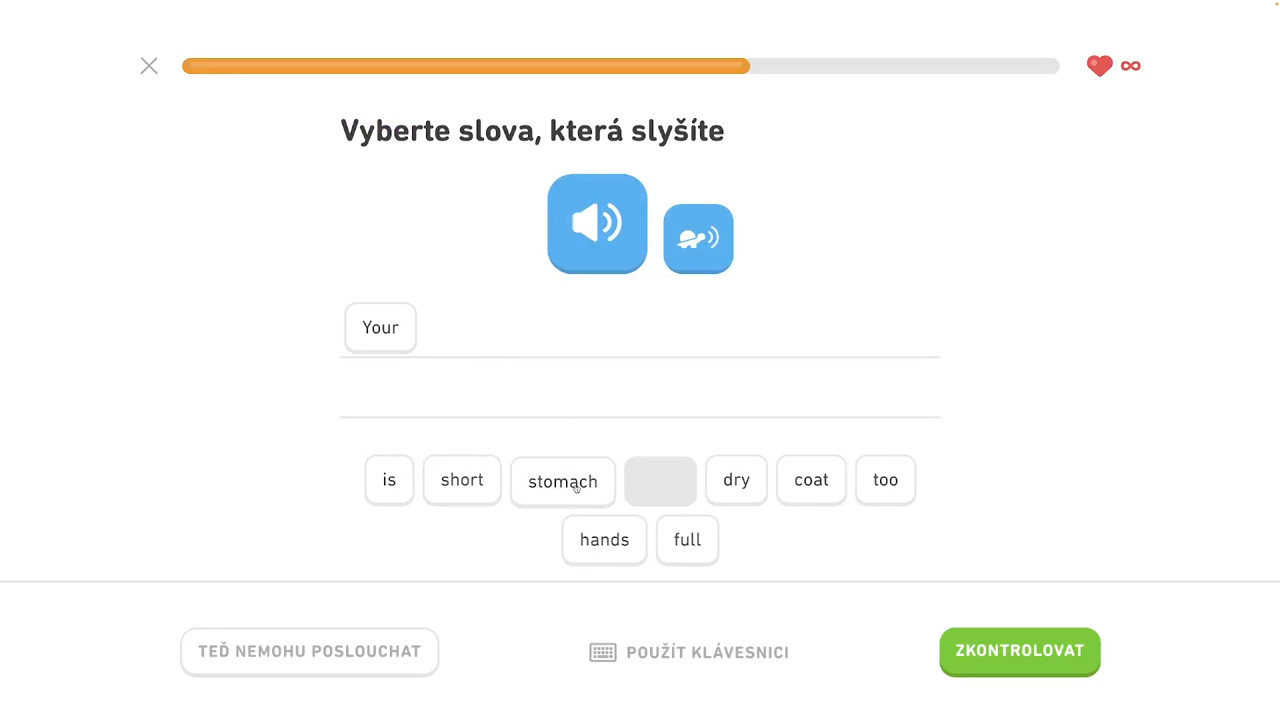 Vyberte slova, která slyšíte
Your
is short stomach dry coat too
hands full
TEĎ NEMOHU POSLOUCHAT POUŽÍT KLÁVESNICI ZKONTROLOVAT